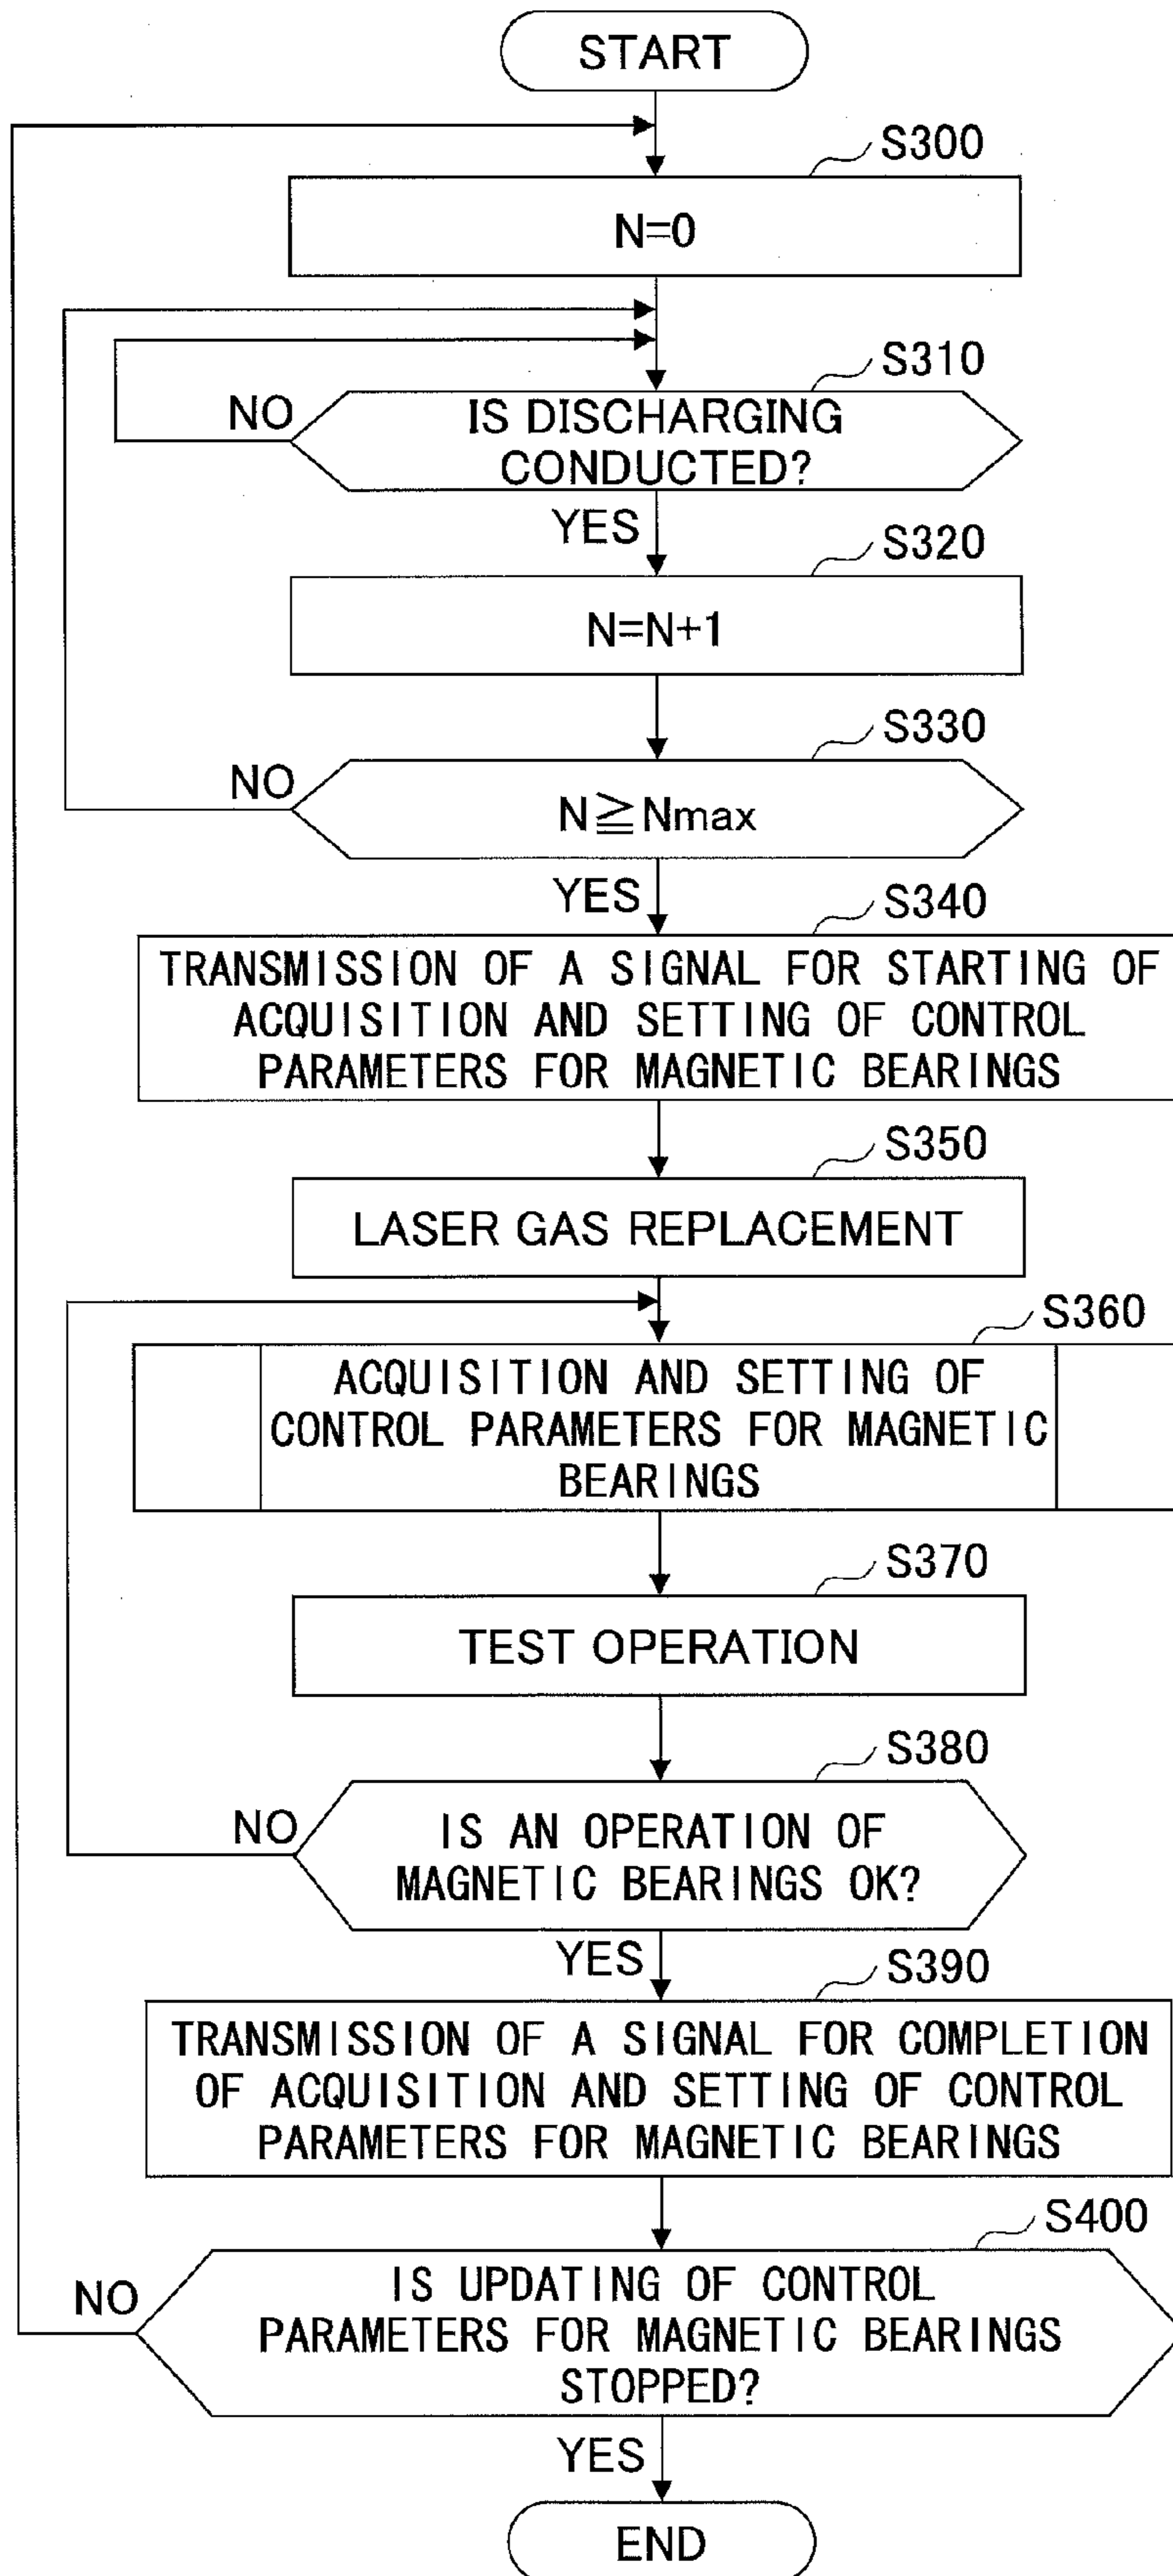 START
S300
N=0
S310
NO
IS DISCHARGING
CONDUCTED?
YES
S320
N=N+1
S330
NO
N≧Nmax
YES
S340
TRANSMISSION OF A SIGNAL FOR STARTING OF
ACQUISITION AND SETTING OF CONTROL
PARAMETERS FOR MAGNETIC BEARINGS
S350
LASER GAS REPLACEMENT
S360
ACQUISITION AND SETTING OF
CONTROL PARAMETERS FOR MAGNETIC
BEARINGS
S370
TEST OPERATION
S380
NO
IS AN OPERATION OF
MAGNETIC BEARINGS OK?
YES
S390
TRANSMISSION OF A SIGNAL FOR COMPLETION
OF ACQUISITION AND SETTING OF CONTROL
PARAMETERS FOR MAGNETIC BEARINGS
S400
NO
IS UPDATING OF CONTROL
PARAMETERS FOR MAGNETIC BEARINGS
STOPPED?
YES
END